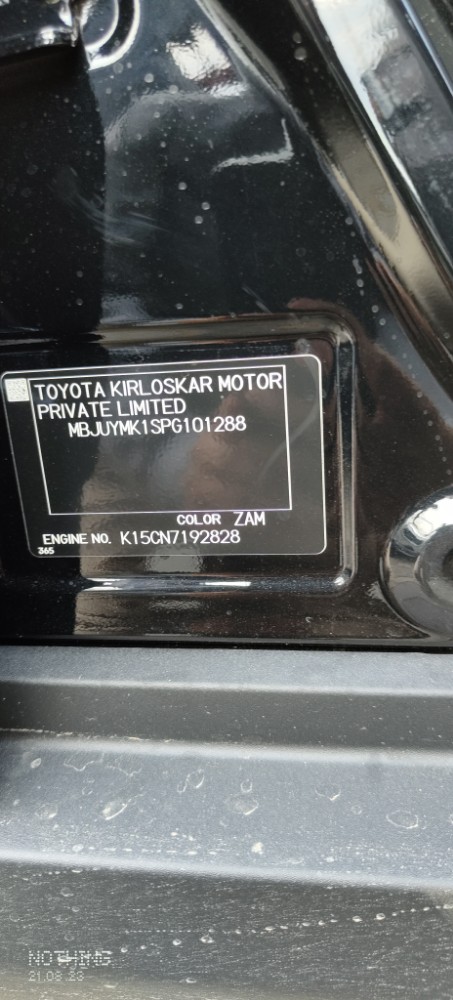 TOYOTA KIRLOSKAR MOTOR
PRIVATE LIMITED
MBJUYMK1SPG101288
COLOR ZAM
ENGINE NO. K15CN7192828
365
NOTHING
21.08.23